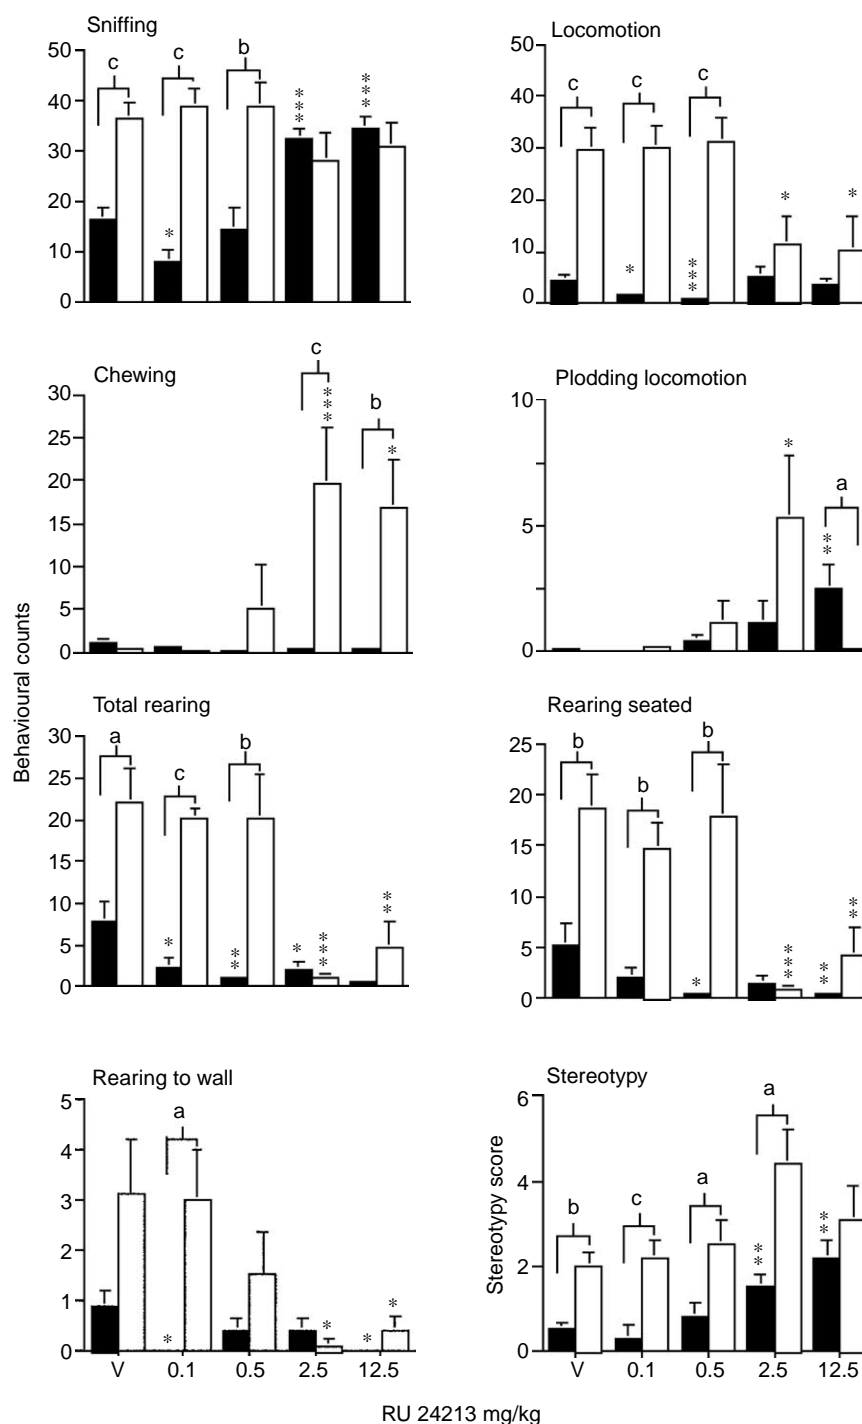 Sniffing
50
40
30
20
10
0
c
c
b
*
***
***
Locomotion
50
40
30
20
10
0
c
c
c
*
***
*
*
Chewing
30
25
20
15
10
5
0
c
***
b
*
Plodding locomotion
10
5
0
*
a
**
Behavioural counts
Total rearing
30
25
20
15
10
5
0
a
c
b
*
**
*
***
**
Rearing seated
25
20
15
10
5
0
b
b
b
*
***
**
**
Rearing to wall
5
4
3
2
1
0
a
*
*
*
*
V 0.1 0.5 2.5 12.5
Stereotypy
Stereotypy score
6
4
2
0
b
c
a
a
**
**
V 0.1 0.5 2.5 12.5
RU 24213 mg/kg